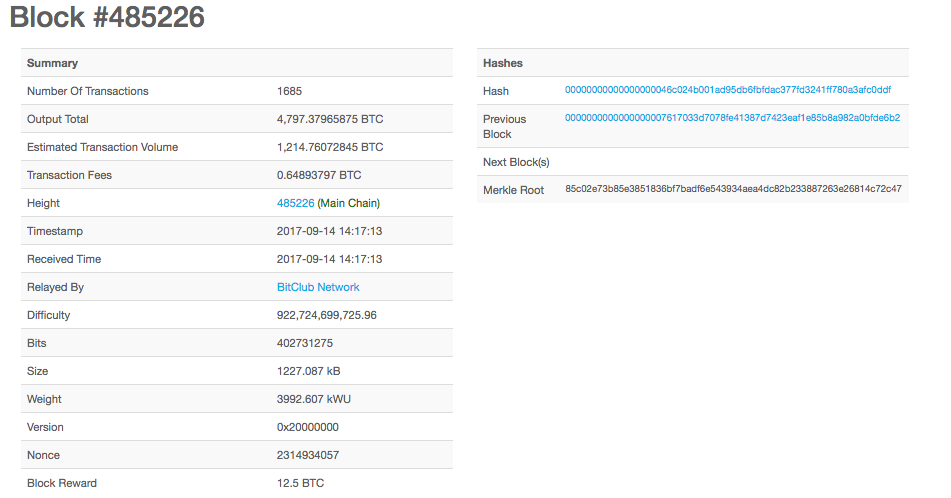 Block #485226
Summary
Number Of Transactions 1685
Output Total 4,797.37965875 BTC
Estimated Transaction Volume 1,214.76072845 BTC
Transaction Fees 0.64893797 BTC
Height 485226 (Main Chain)
Timestamp 2017-09-14 14:17:13
Received Time 2017-09-14 14:17:13
Relayed By BitClub Network
Difficulty 922,724,699,725.96
Bits 402731275
Size 1227.087 kB
Weight 3992.607 kWU
Version 0x20000000
Nonce 2314934057
Block Reward 12.5 BTC
Hashes
Hash 00000000000000000046c024b001ad95db6fbfdac377fd3241ff780a3afc0ddf
Previous 0000000000000000007617033d7078fe41387d7423eaf1e85b8a982a0bfde6b2
Block
Next Block(s)
Merkle Root 85c02e73b85e3851836bf7badf6e543934aea4dc82b233887263e26814c72c47